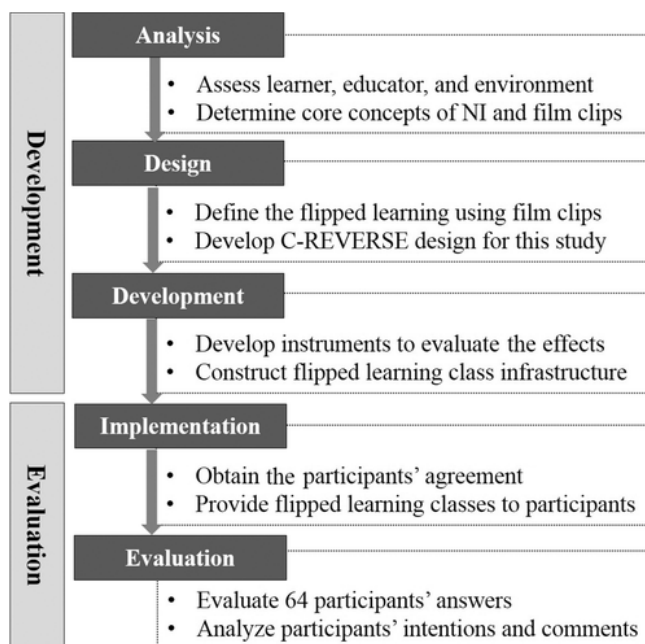 Development
Analysis
• Assess learner, educator, and environment
• Determine core concepts of NI and film clips
Design
• Define the flipped learning using film clips
• Develop C-REVERSE design for this study
Development
• Develop instruments to evaluate the effects
• Construct flipped learning class infrastructure
Evaluation
Implementation
• Obtain the participants’ agreement
• Provide flipped learning classes to participants
Evaluation
• Evaluate 64 participants’ answers
• Analyze participants’ intentions and comments